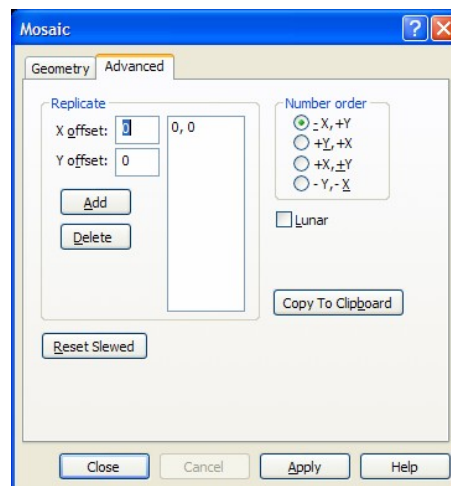 Mosaic
Geometry Advanced
Replicate
X offset: 0
Y offset: 0
0, 0
Add
Delete
Number order
- X, +Y
+Y, +X
+X, +Y
- Y, - X
Lunar
Copy To Clipboard
Reset Slewed
Close Cancel Apply Help